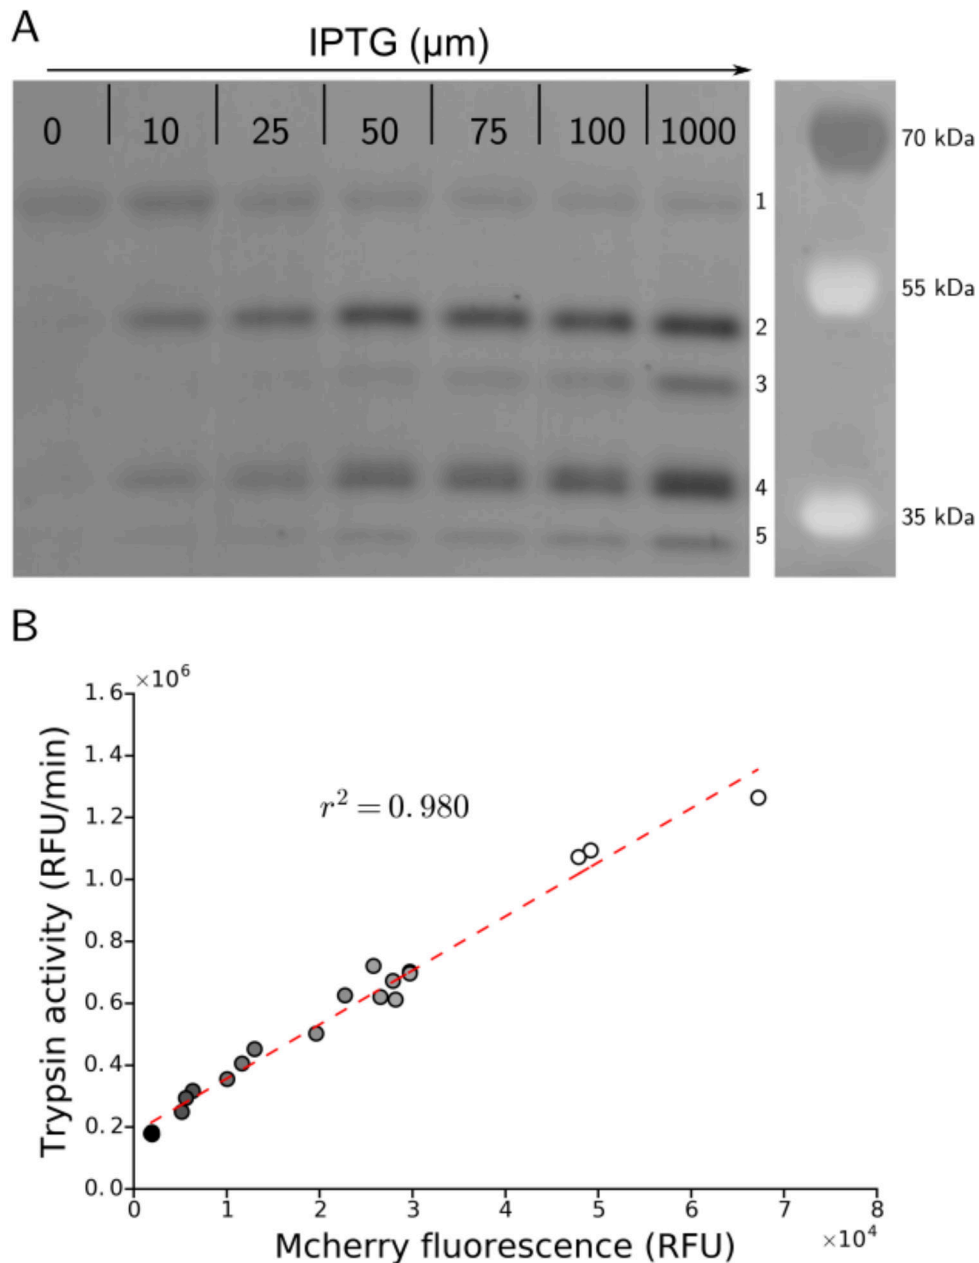 A
IPTG (μm)
0 10 25 50 75 100 1000
70 kDa
1
55 kDa
2
3
4
35 kDa
5
B
×10⁶
1.6
1.4
r² = 0.980
1.2
1.0
0.8
0.6
0.4
0.2
0.0
Trypsin activity (RFU/min)
0 1 2 3 4 5 6 7 8
Mcherry fluorescence (RFU)
×10⁴